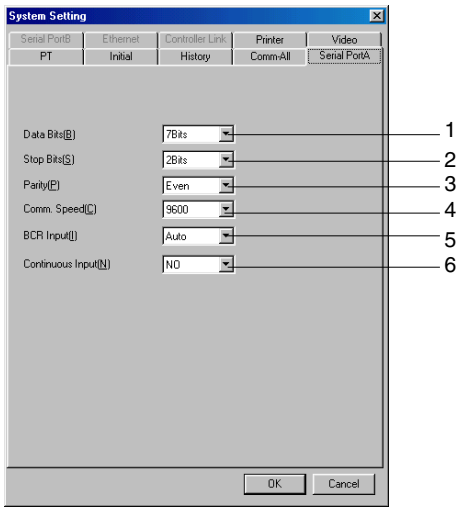 System Setting
Serial PortB Ethernet Controller Link Printer Video
PT Initial History Comm-All Serial PortA
Data Bits(B) 7Bits 1
Stop Bits(S) 2Bits 2
Parity(P) Even 3
Comm. Speed(C) 9600 4
BCR Input(I) Auto 5
Continuous Input(N) NO 6
OK Cancel